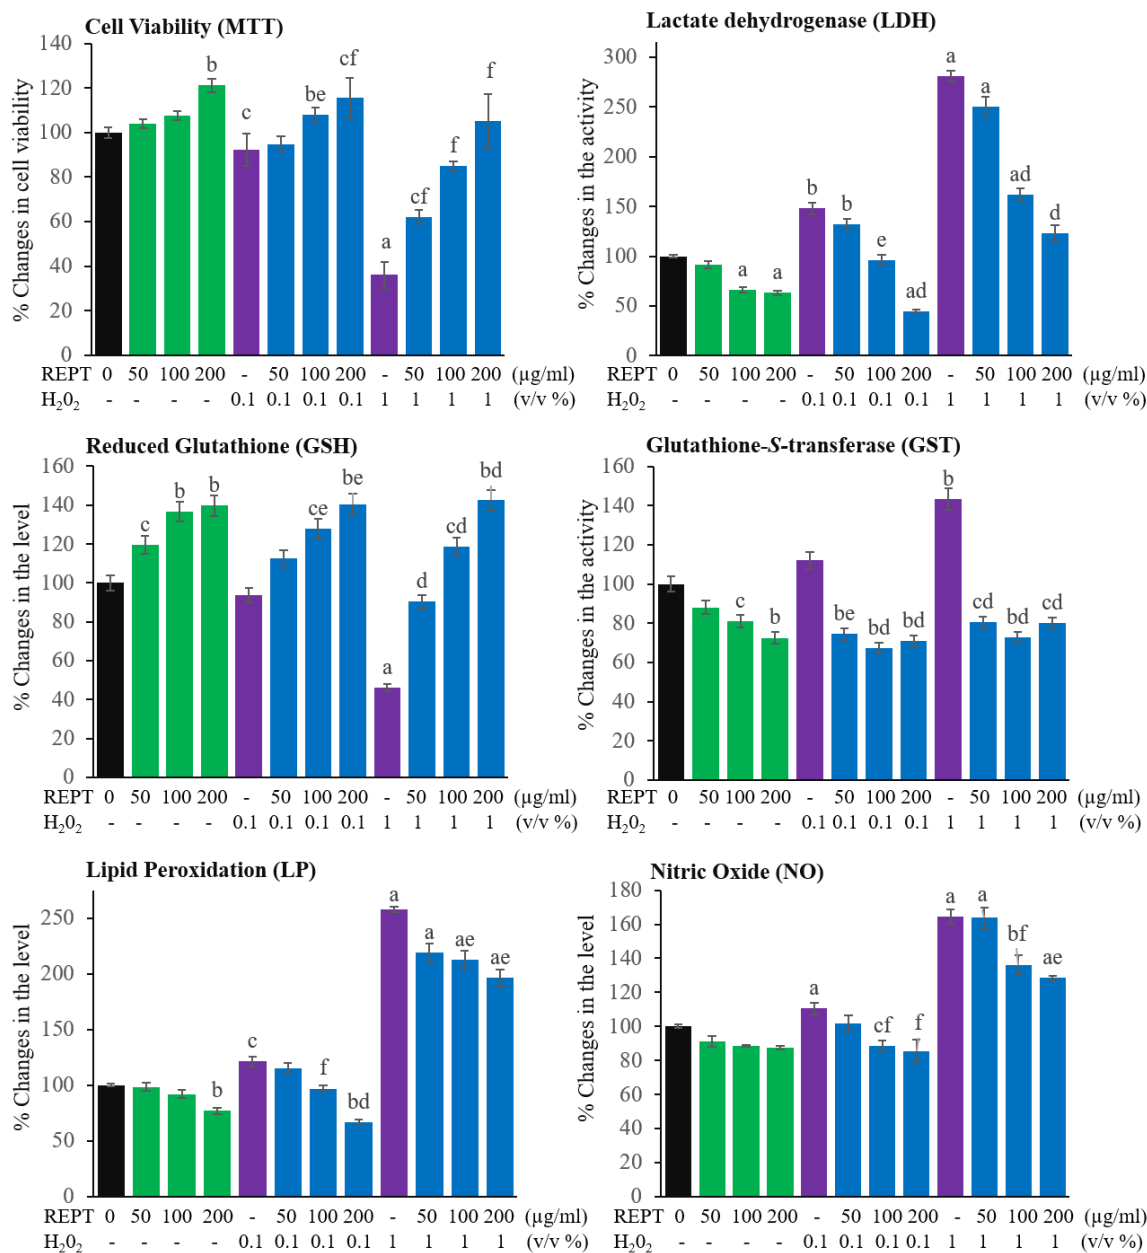 Cell Viability (MTT)
% Changes in cell viability
140
120
100
80
60
40
20
0
b c be cf a cf f f
REPT 0 50 100 200 - 50 100 200 - 50 100 200 (µg/ml)
H₂0₂ - - - - 0.1 0.1 0.1 0.1 1 1 1 1 (v/v %)
Lactate dehydrogenase (LDH)
% Changes in the activity
300
250
200
150
100
50
0
a a b b e ad a a ad d
REPT 0 50 100 200 - 50 100 200 - 50 100 200 (µg/ml)
H₂0₂ - - - - 0.1 0.1 0.1 0.1 1 1 1 1 (v/v %)
Reduced Glutathione (GSH)
% Changes in the level
160
140
120
100
80
60
40
20
0
c b b ce be a d cd bd
REPT 0 50 100 200 - 50 100 200 - 50 100 200 (µg/ml)
H₂0₂ - - - - 0.1 0.1 0.1 0.1 1 1 1 1 (v/v %)
Glutathione-S-transferase (GST)
% Changes in the activity
160
140
120
100
80
60
40
20
0
c b be bd bd b cd bd cd
REPT 0 50 100 200 - 50 100 200 - 50 100 200 (µg/ml)
H₂0₂ - - - - 0.1 0.1 0.1 0.1 1 1 1 1 (v/v %)
Lipid Peroxidation (LP)
% Changes in the level
250
200
150
100
50
0
b c f bd a a ae ae
REPT 0 50 100 200 - 50 100 200 - 50 100 200 (µg/ml)
H₂0₂ - - - - 0.1 0.1 0.1 0.1 1 1 1 1 (v/v %)
Nitric Oxide (NO)
% Changes in the level
180
160
140
120
100
80
60
40
20
0
a cf f a a bf ae
REPT 0 50 100 200 - 50 100 200 - 50 100 200 (µg/ml)
H₂0₂ - - - - 0.1 0.1 0.1 0.1 1 1 1 1 (v/v %)